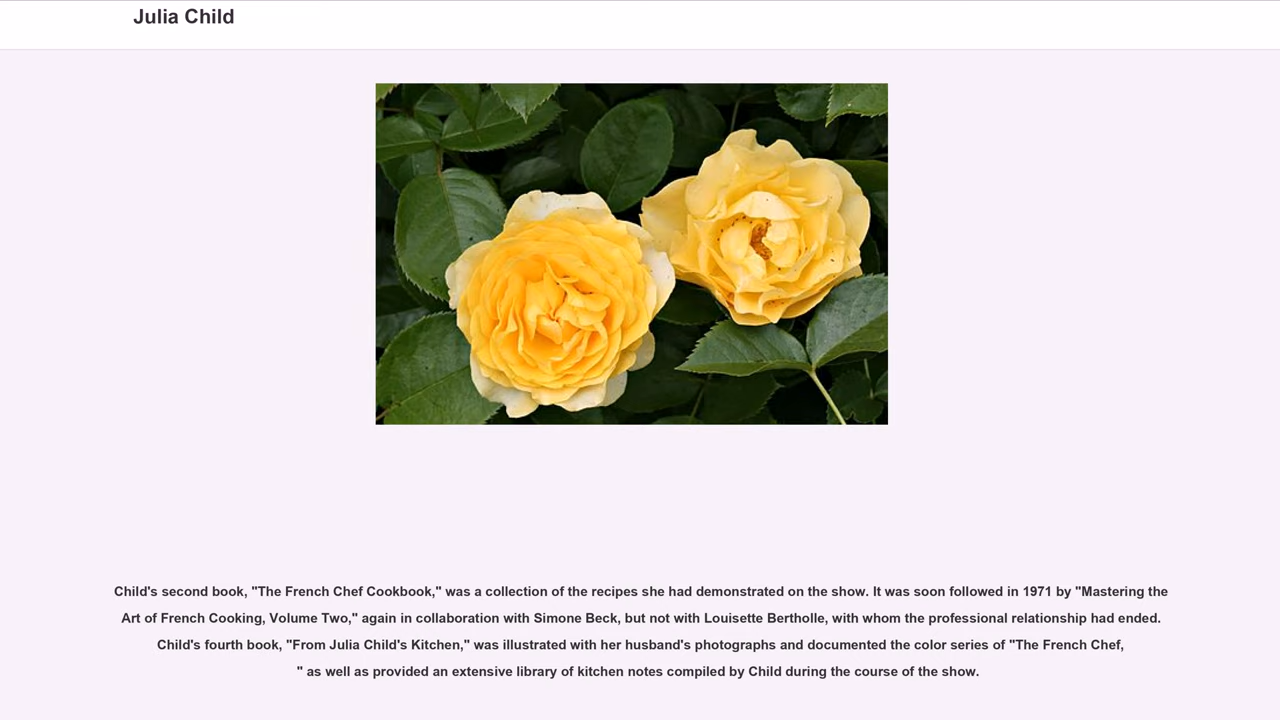 Julia Child
Child's second book, "The French Chef Cookbook," was a collection of the recipes she had demonstrated on the show. It was soon followed in 1971 by "Mastering the
Art of French Cooking, Volume Two," again in collaboration with Simone Beck, but not with Louisette Bertholle, with whom the professional relationship had ended.
Child's fourth book, "From Julia Child's Kitchen," was illustrated with her husband's photographs and documented the color series of "The French Chef,
" as well as provided an extensive library of kitchen notes compiled by Child during the course of the show.